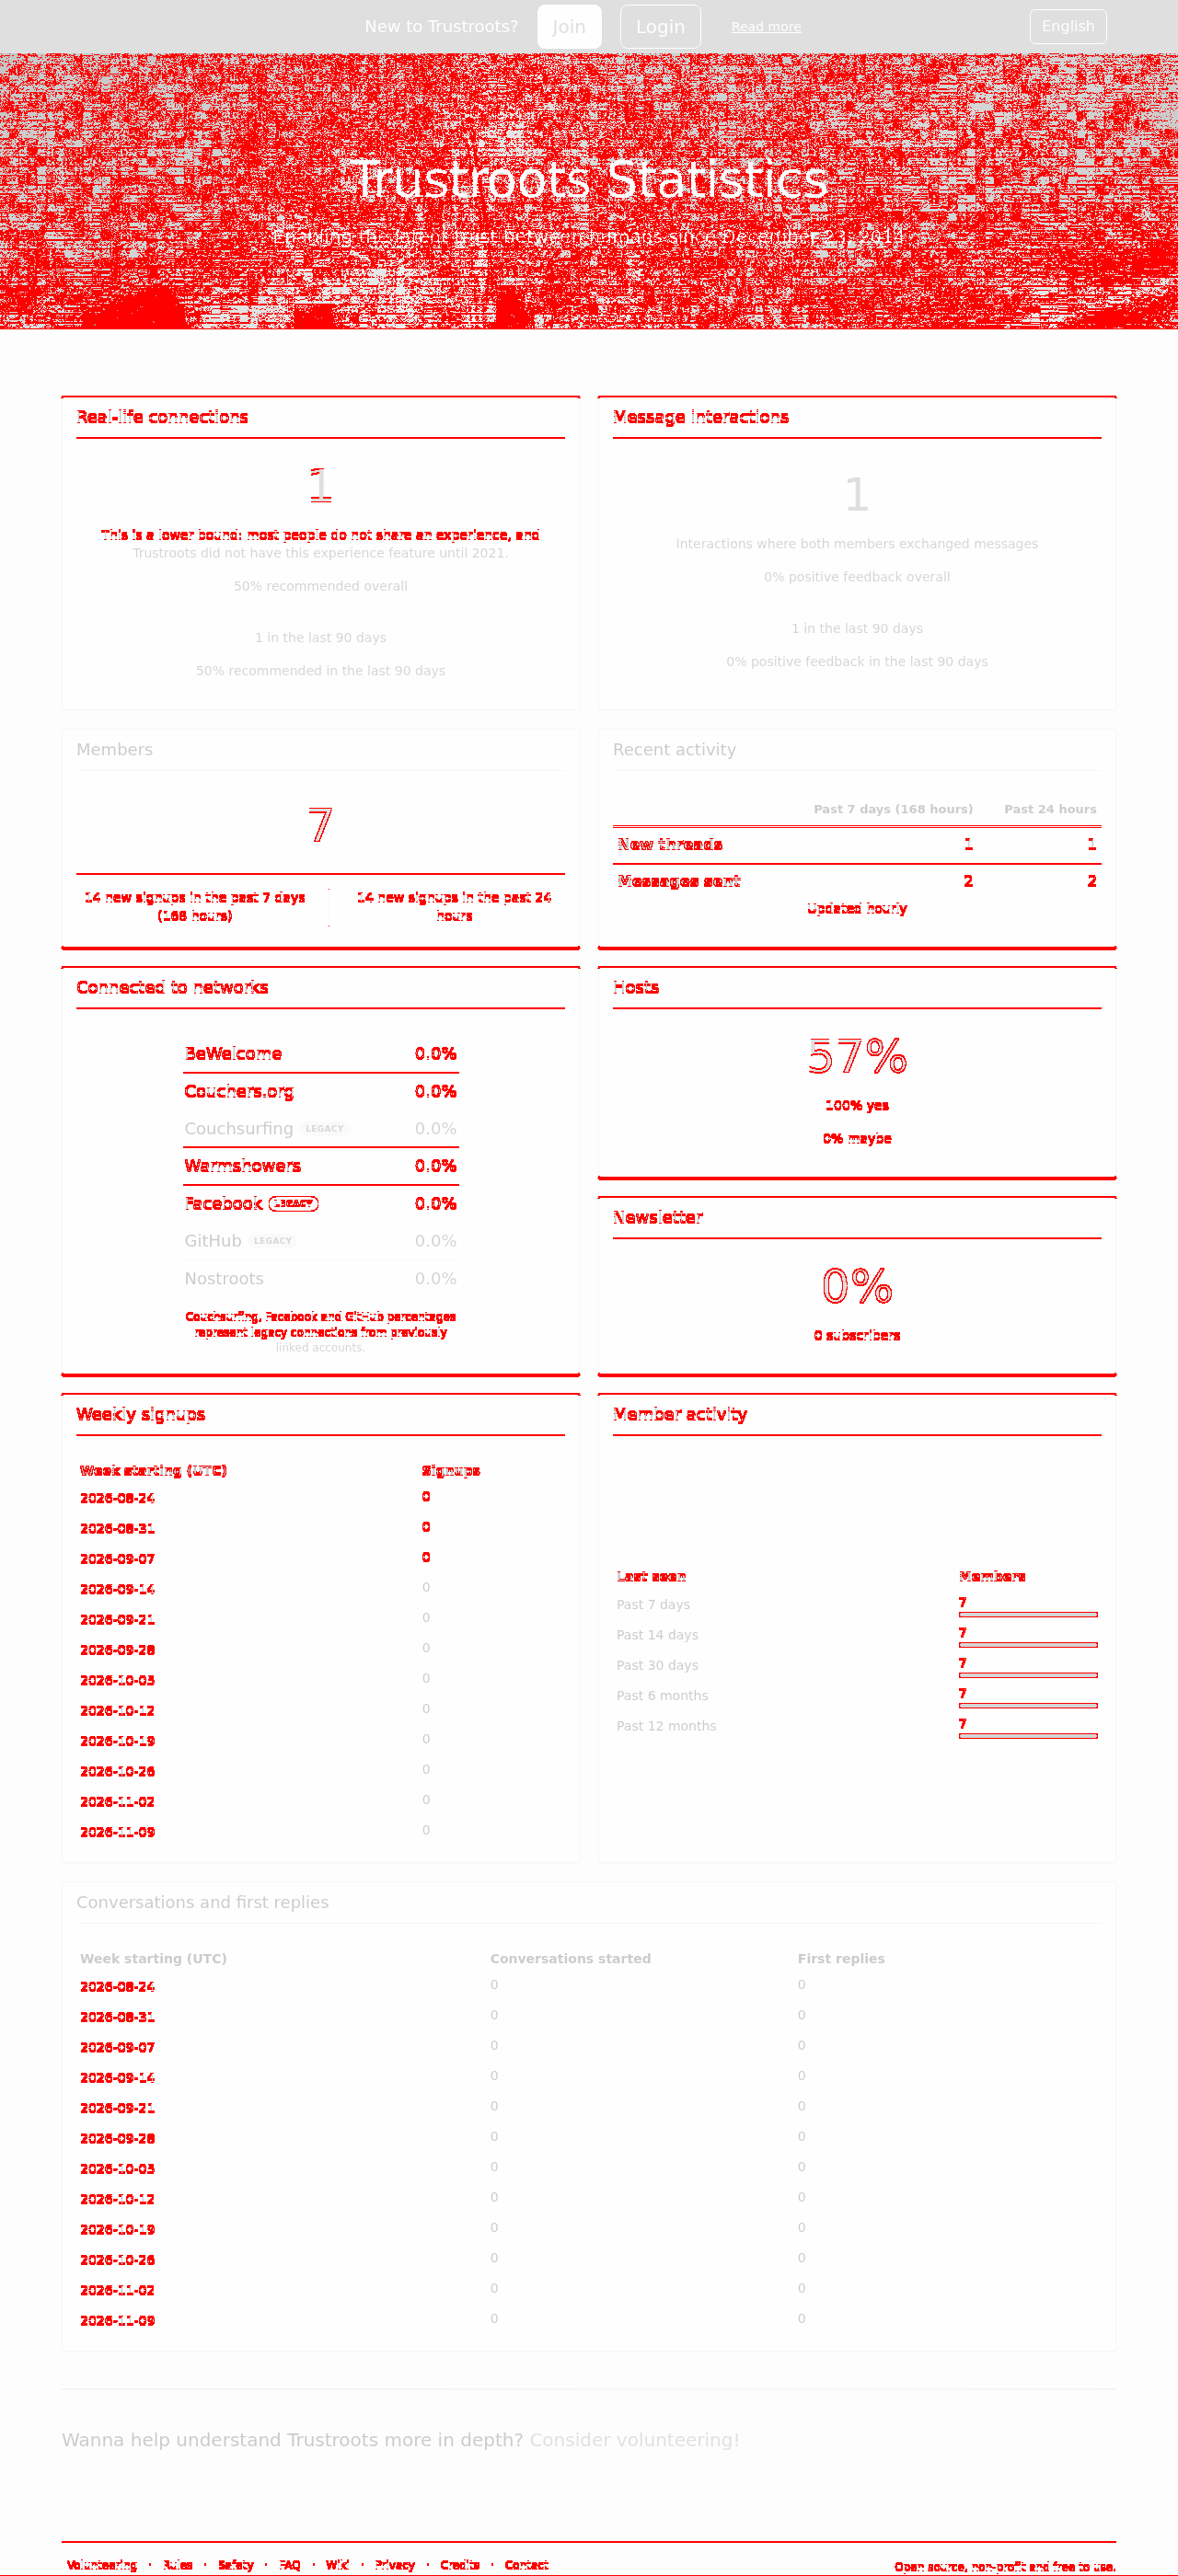 New to Trustroots? Join Login Read more English
Trustroots Statistics
Real-life connections
1
This is a lower bound: most people do not share an experience, and
Trustroots did not have this experience feature until 2021.
50% recommended overall
1 in the last 90 days
50% recommended in the last 90 days
Message interactions
1
Interactions where both members exchanged messages
0% positive feedback overall
1 in the last 90 days
0% positive feedback in the last 90 days
Members
7
14 new signups in the past 7 days
(168 hours)
14 new signups in the past 24
hours
Recent activity
Past 7 days (168 hours) Past 24 hours
New threads 1 1
Messages sent 2 2
Updated hourly
Connected to networks
BeWelcome 0.0%
Couchers.org 0.0%
Couchsurfing LEGACY 0.0%
Warmshowers 0.0%
Facebook LEGACY 0.0%
GitHub LEGACY 0.0%
Nostroots 0.0%
Couchsurfing, Facebook and GitHub percentages
represent legacy connections from previously
linked accounts.
Hosts
57%
100% yes
0% maybe
Newsletter
0%
0 subscribers
Weekly signups
Week starting (UTC) Signups
2026-08-24 0
2026-08-31 0
2026-09-07 0
2026-09-14 0
2026-09-21 0
2026-09-28 0
2026-10-05 0
2026-10-12 0
2026-10-19 0
2026-10-26 0
2026-11-02 0
2026-11-09 0
Member activity
Last seen Members
Past 7 days 7
Past 14 days 7
Past 30 days 7
Past 6 months 7
Past 12 months 7
Conversations and first replies
Week starting (UTC) Conversations started First replies
2026-08-24 0 0
2026-08-31 0 0
2026-09-07 0 0
2026-09-14 0 0
2026-09-21 0 0
2026-09-28 0 0
2026-10-05 0 0
2026-10-12 0 0
2026-10-19 0 0
2026-10-26 0 0
2026-11-02 0 0
2026-11-09 0 0
Wanna help understand Trustroots more in depth? Consider volunteering!
Volunteering · Rules · Safety · FAQ · Wiki · Privacy · Credits · Contact
Open source, non-profit and free to use.